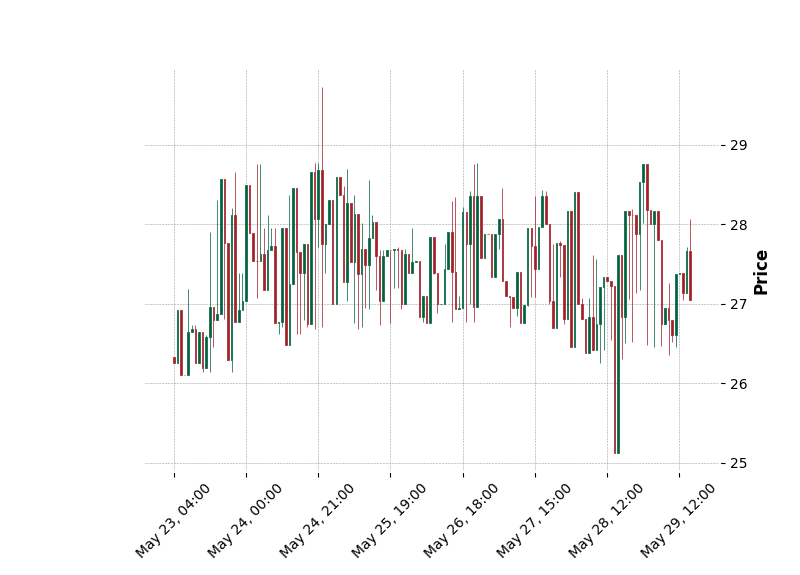 29
28
27
26
25
Price
May 23, 04:00
May 24, 00:00
May 24, 21:00
May 25, 19:00
May 26, 18:00
May 27, 15:00
May 28, 12:00
May 29, 12:00